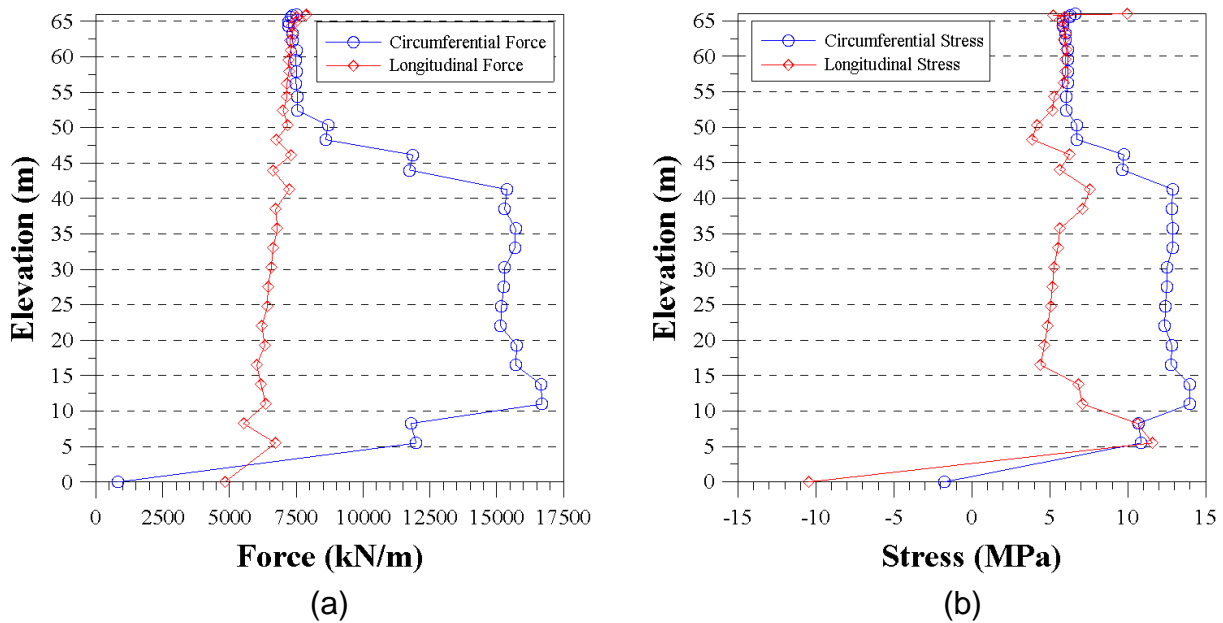 65
60
55
50
45
40
35
30
25
20
15
10
5
0
Elevation (m)
Circumferential Force
Longitudinal Force
0 2500 5000 7500 10000 12500 15000 17500
Force (kN/m)
(a)
65
60
55
50
45
40
35
30
25
20
15
10
5
0
Elevation (m)
Circumferential Stress
Longitudinal Stress
-15 -10 -5 0 5 10 15
Stress (MPa)
(b)